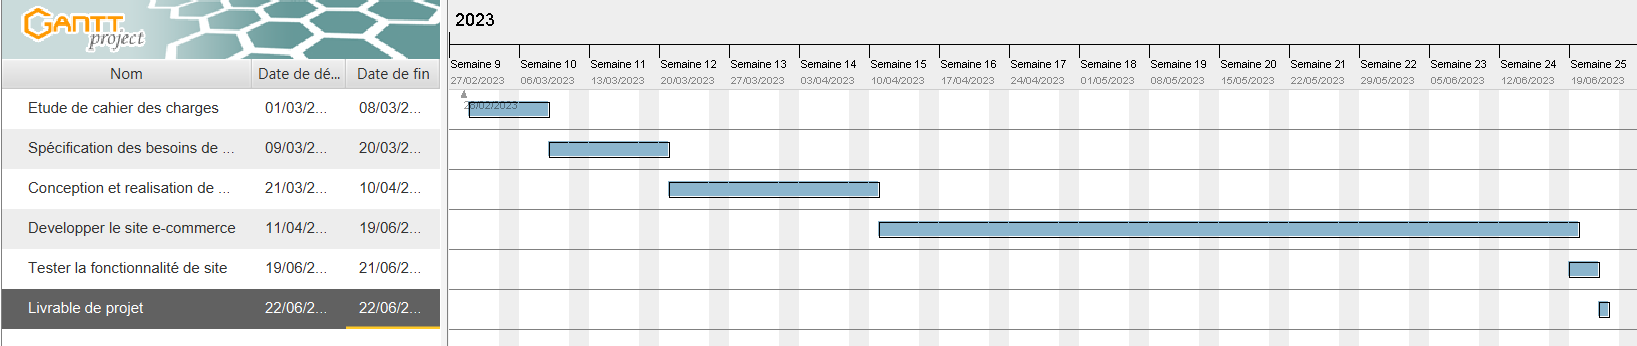 GANTT
project
2023
Semaine 9 Semaine 10 Semaine 11 Semaine 12 Semaine 13 Semaine 14 Semaine 15 Semaine 16 Semaine 17 Semaine 18 Semaine 19 Semaine 20 Semaine 21 Semaine 22 Semaine 23 Semaine 24 Semaine 25
27/02/2023 06/03/2023 13/03/2023 20/03/2023 27/03/2023 03/04/2023 10/04/2023 17/04/2023 24/04/2023 01/05/2023 08/05/2023 15/05/2023 22/05/2023 29/05/2023 05/06/2023 12/06/2023 19/06/2023
Nom Date de dé... Date de fin
Etude de cahier des charges 01/03/2... 08/03/2...
Spécification des besoins de ... 09/03/2... 20/03/2...
Conception et realisation de ... 21/03/2... 10/04/2...
Developper le site e-commerce 11/04/2... 19/06/2...
Tester la fonctionnalité de site 19/06/2... 21/06/2...
Livrable de projet 22/06/2... 22/06/2...